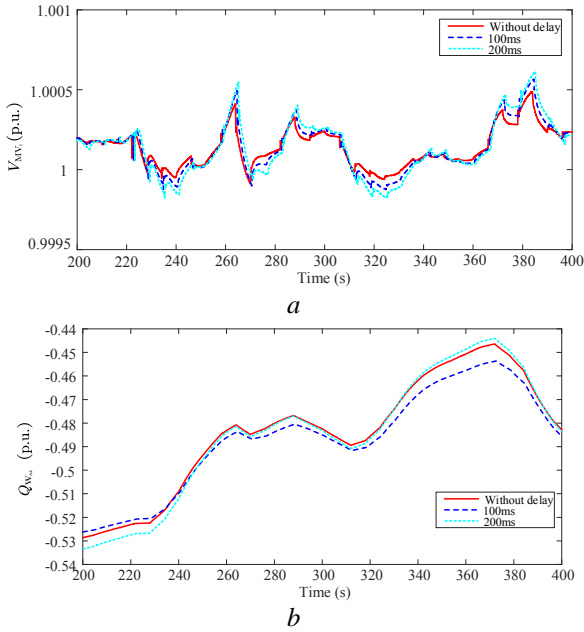 1.001
1.0005
1
0.9995
V_MV, (p.u.)
Without delay
100ms
200ms
200 220 240 260 280 300 320 340 360 380 400
Time (s)
a
-0.44
-0.45
-0.46
-0.47
-0.48
-0.49
-0.5
-0.51
-0.52
-0.53
-0.54
(p.u.)
Without delay
100ms
200ms
200 220 240 260 280 300 320 340 360 380 400
Time (s)
b